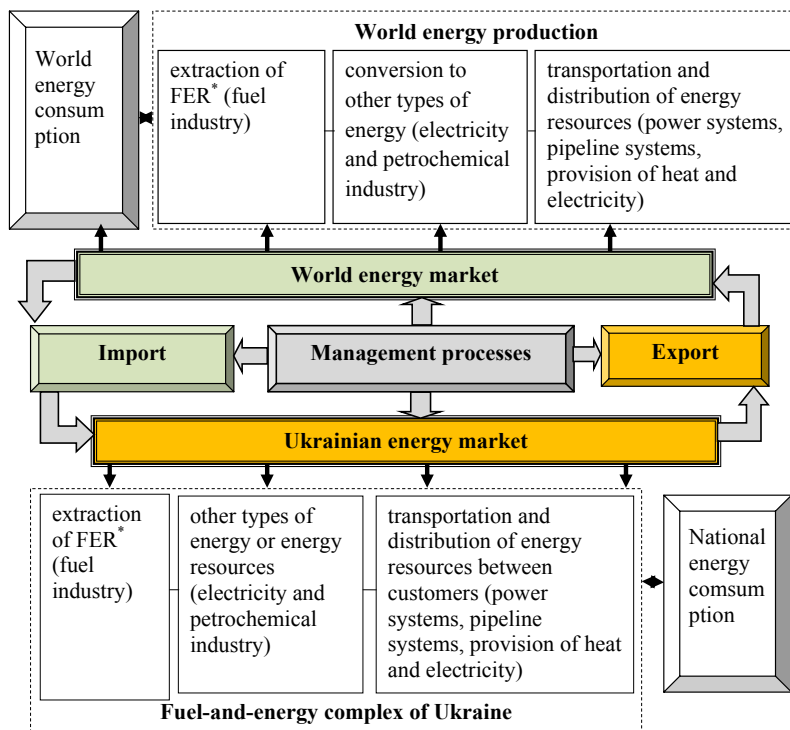 World energy production
World
energy
consum
ption
extraction of
FER* (fuel
industry)
conversion to
other types of
energy (electricity
and petrochemical
industry)
transportation and
distribution of energy
resources (power systems,
pipeline systems,
provision of heat and
electricity)
World energy market
Import
Management processes
Export
Ukrainian energy market
extraction
of FER*
(fuel
industry)
other types of
energy or energy
resources
(electricity and
petrochemical
industry)
transportation and
distribution of energy
resources between
customers (power
systems, pipeline
systems, provision of heat
and electricity)
National
energy
comsum
ption
Fuel-and-energy complex of Ukraine